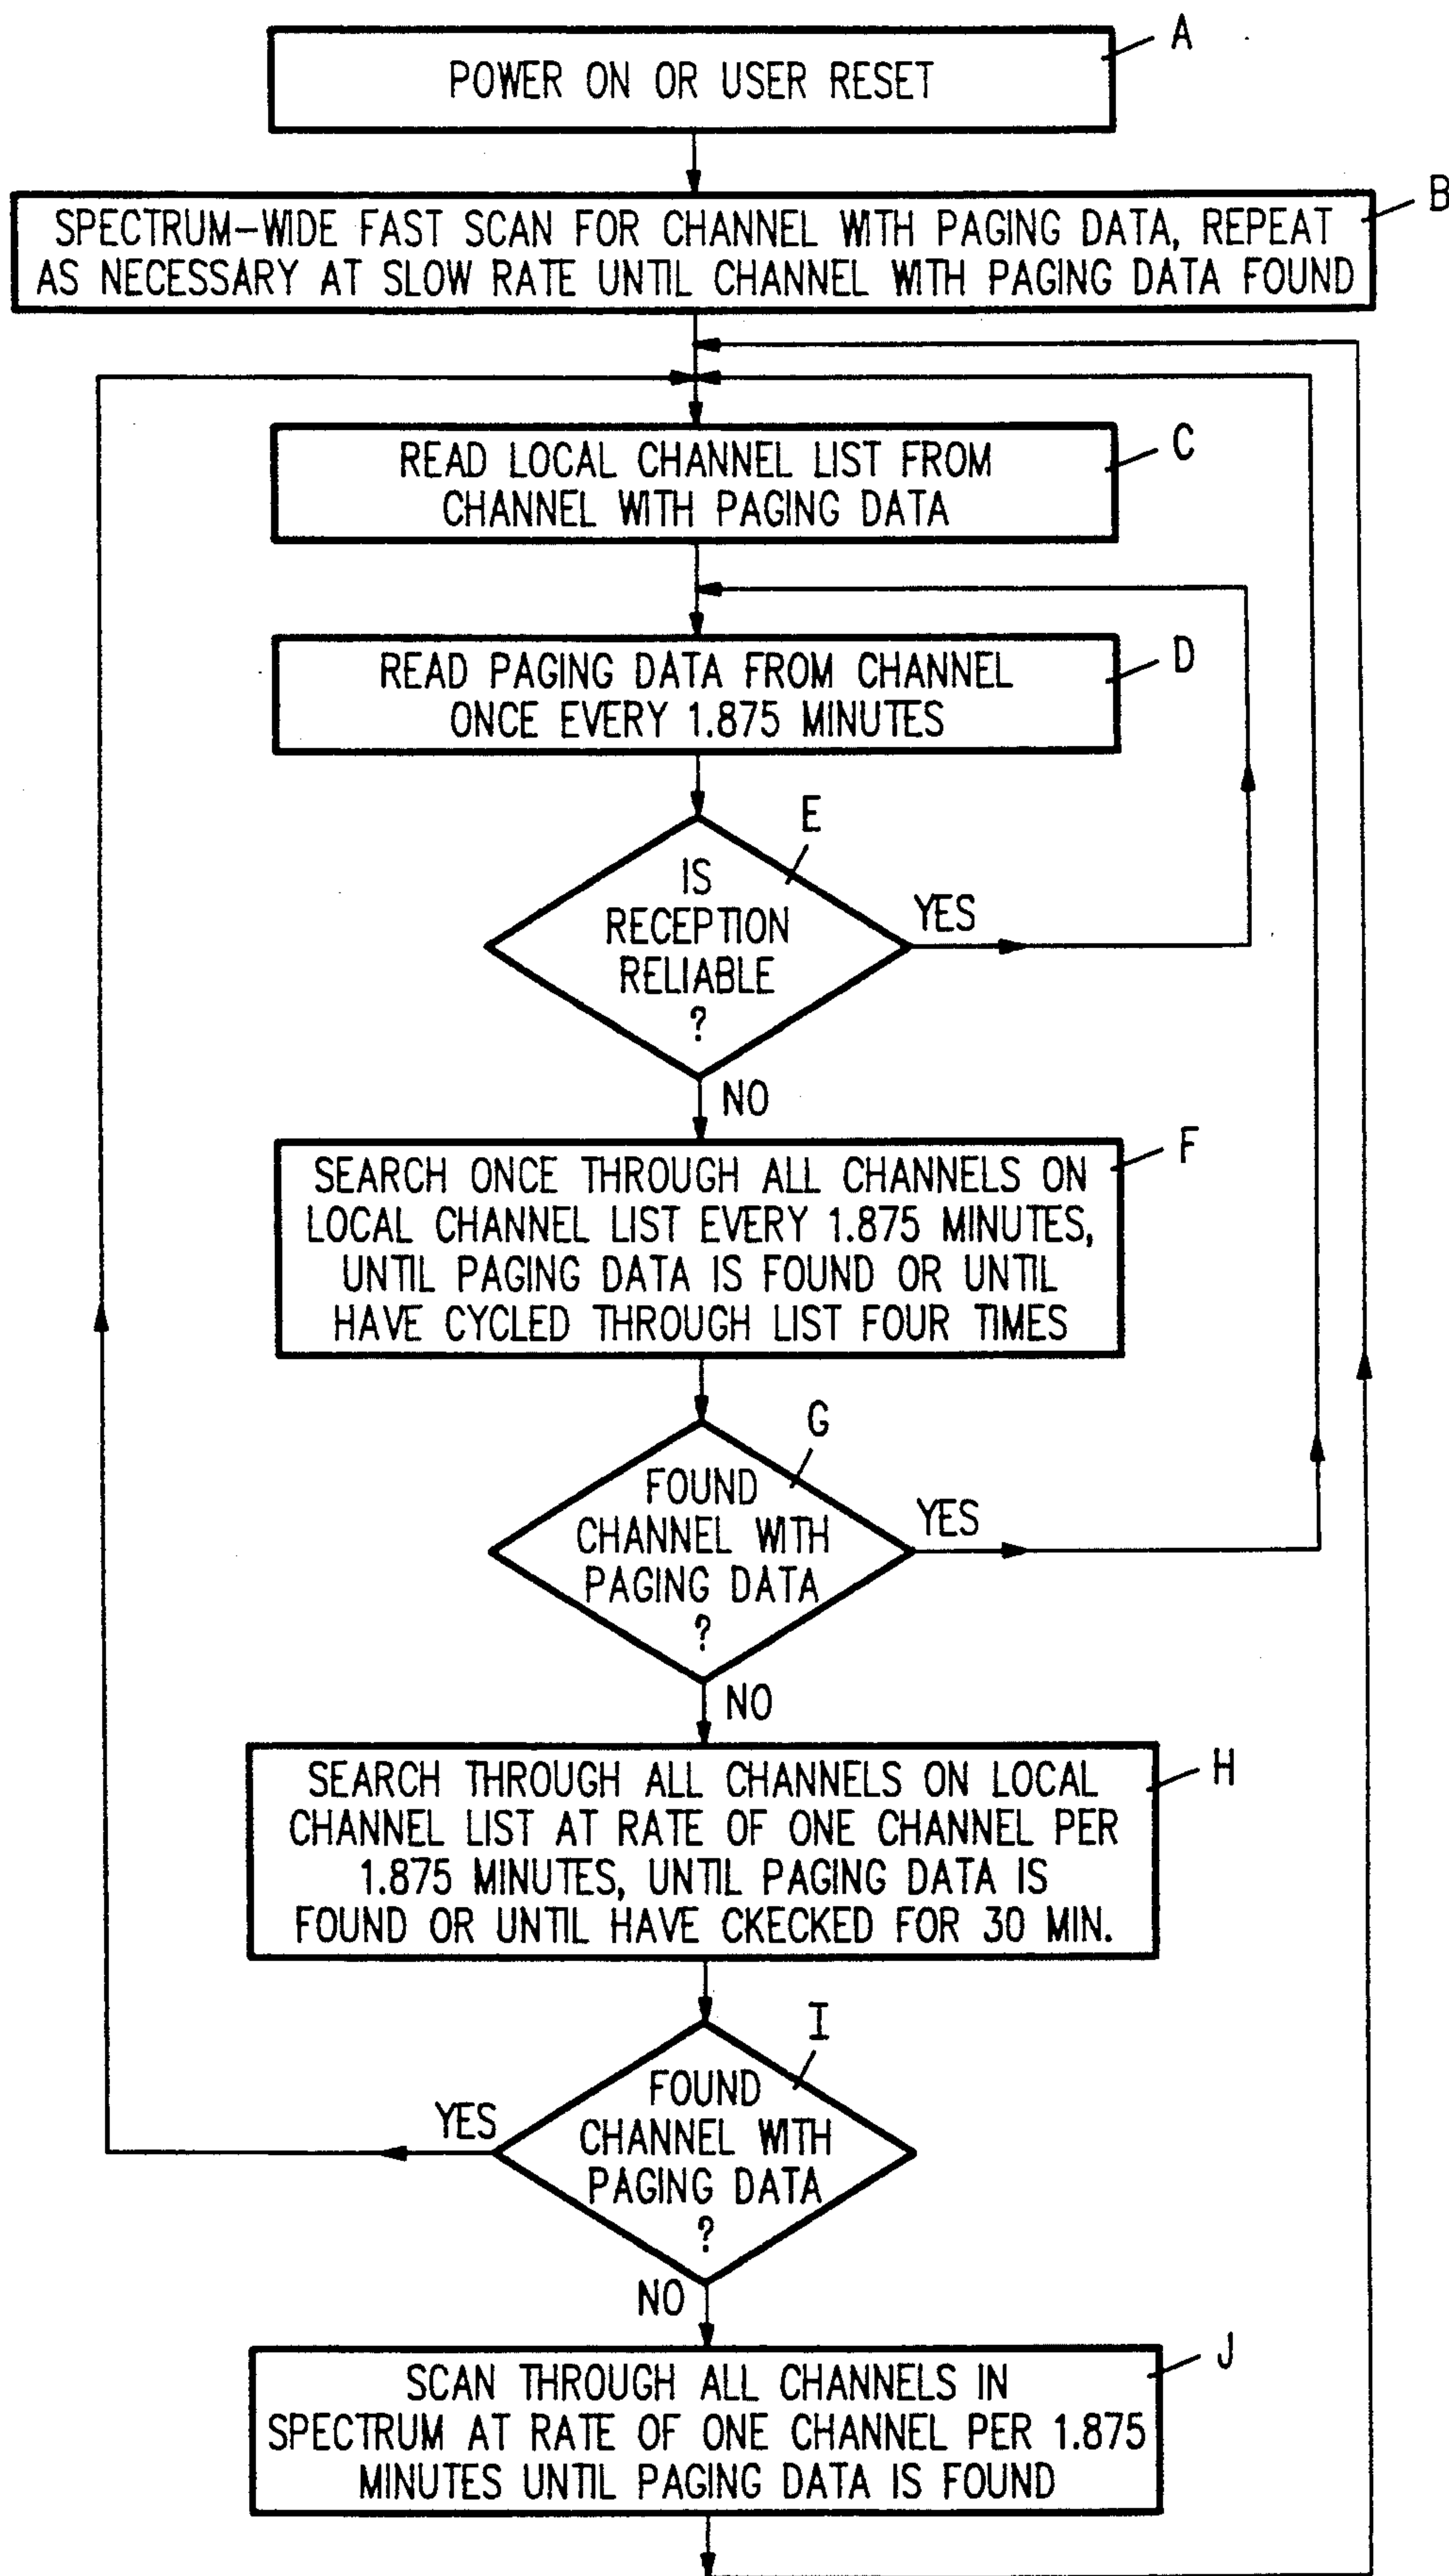 A
POWER ON OR USER RESET
B
SPECTRUM-WIDE FAST SCAN FOR CHANNEL WITH PAGING DATA, REPEAT
AS NECESSARY AT SLOW RATE UNTIL CHANNEL WITH PAGING DATA FOUND
C
READ LOCAL CHANNEL LIST FROM
CHANNEL WITH PAGING DATA
D
READ PAGING DATA FROM CHANNEL
ONCE EVERY 1.875 MINUTES
E
IS
RECEPTION
RELIABLE
?
YES
NO
F
SEARCH ONCE THROUGH ALL CHANNELS ON
LOCAL CHANNEL LIST EVERY 1.875 MINUTES,
UNTIL PAGING DATA IS FOUND OR UNTIL
HAVE CYCLED THROUGH LIST FOUR TIMES
G
FOUND
CHANNEL WITH
PAGING DATA
?
YES
NO
H
SEARCH THROUGH ALL CHANNELS ON LOCAL
CHANNEL LIST AT RATE OF ONE CHANNEL PER
1.875 MINUTES, UNTIL PAGING DATA IS
FOUND OR UNTIL HAVE CKECKED FOR 30 MIN.
I
FOUND
CHANNEL WITH
PAGING DATA
?
YES
NO
J
SCAN THROUGH ALL CHANNELS IN
SPECTRUM AT RATE OF ONE CHANNEL PER 1.875
MINUTES UNTIL PAGING DATA IS FOUND